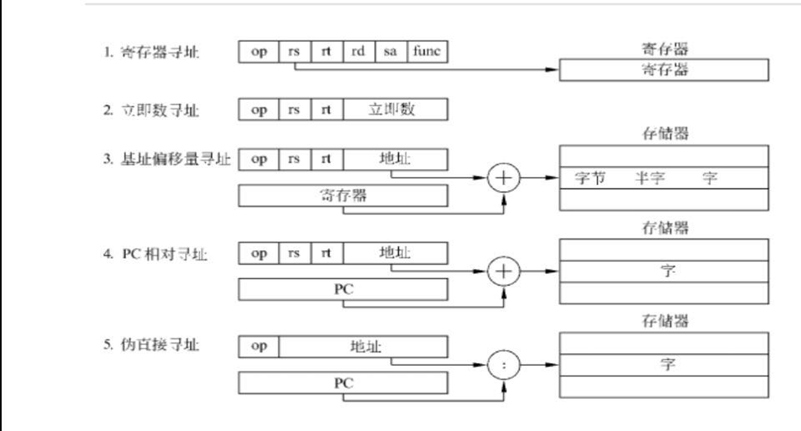 寄存器
1. 寄存器寻址 op rs rt rd sa func 寄存器
2. 立即数寻址 op rs rt 立即数
存储器
3. 基址偏移量寻址 op rs rt 地址 +
字节 半字 字
寄存器
存储器
4. PC相对寻址 op rs rt 地址 +
字
PC
存储器
5. 伪直接寻址 op 地址 :
字
PC